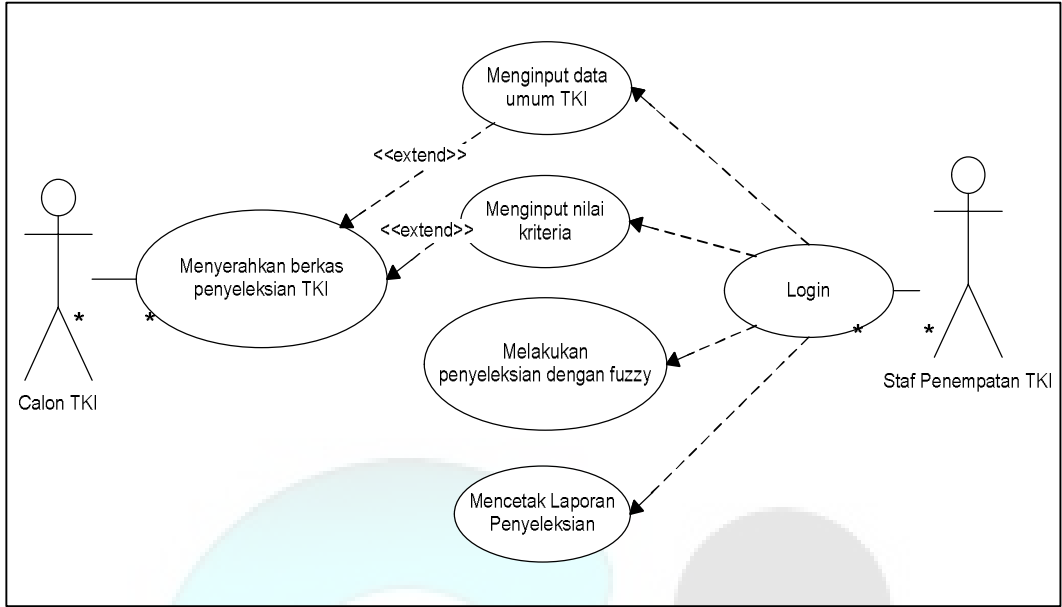 Menginput data
umum TKI
<<extend>>
Menginput nilai
kriteria
<<extend>>
Menyerahkan berkas
penyeleksian TKI
Login
* *
* *
Melakukan
penyeleksian dengan fuzzy
Staf Penempatan TKI
Calon TKI
Mencetak Laporan
Penyeleksian